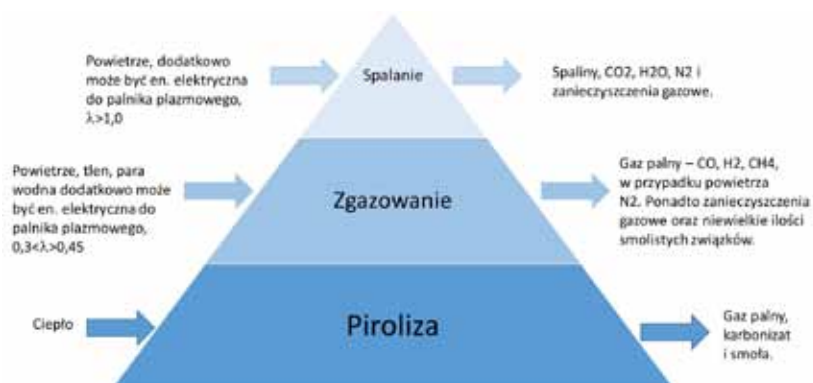 Powietrze, dodatkowo
może być en. elektryczna
do palnika plazmowego,
λ>1,0
Spalanie
Spaliny, CO2, H2O, N2 i
zanieczyszczenia gazowe.
Powietrze, tlen, para
wodna dodatkowo może
być en. elektryczna do
palnika plazmowego,
0,3<λ>0,45
Zgazowanie
Gaz palny – CO, H2, CH4,
w przypadku powietrza
N2. Ponadto zanieczyszczenia
gazowe oraz niewielkie ilości
smolistych związków.
Ciepło
Piroliza
Gaz palny,
karbonizat
i smoła.